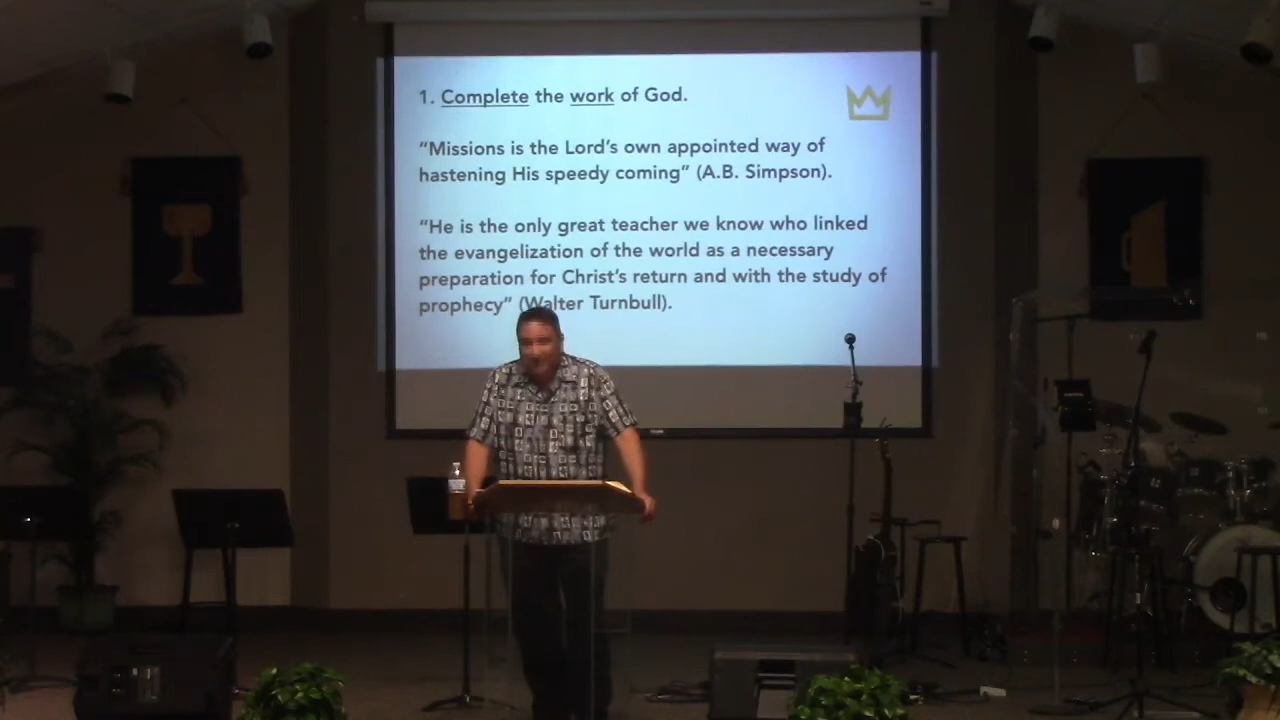 1. Complete the work of God.
“Missions is the Lord’s own appointed way of
hastening His speedy coming” (A.B. Simpson).
“He is the only great teacher we know who linked
the evangelization of the world as a necessary
preparation for Christ’s return and with the study of
prophecy” (Walter Turnbull).